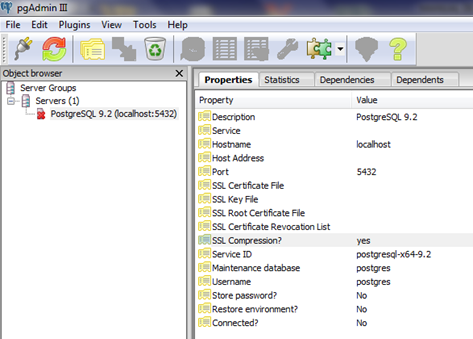 pgAdmin III
File Edit Plugins View Tools Help
Object browser
Server Groups
Servers (1)
PostgreSQL 9.2 (localhost:5432)
Properties Statistics Dependencies Dependents
Property Value
Description PostgreSQL 9.2
Service
Hostname localhost
Host Address
Port 5432
SSL Certificate File
SSL Key File
SSL Root Certificate File
SSL Certificate Revocation List
SSL Compression? yes
Service ID postgresql-x64-9.2
Maintenance database postgres
Username postgres
Store password? No
Restore environment? No
Connected? No